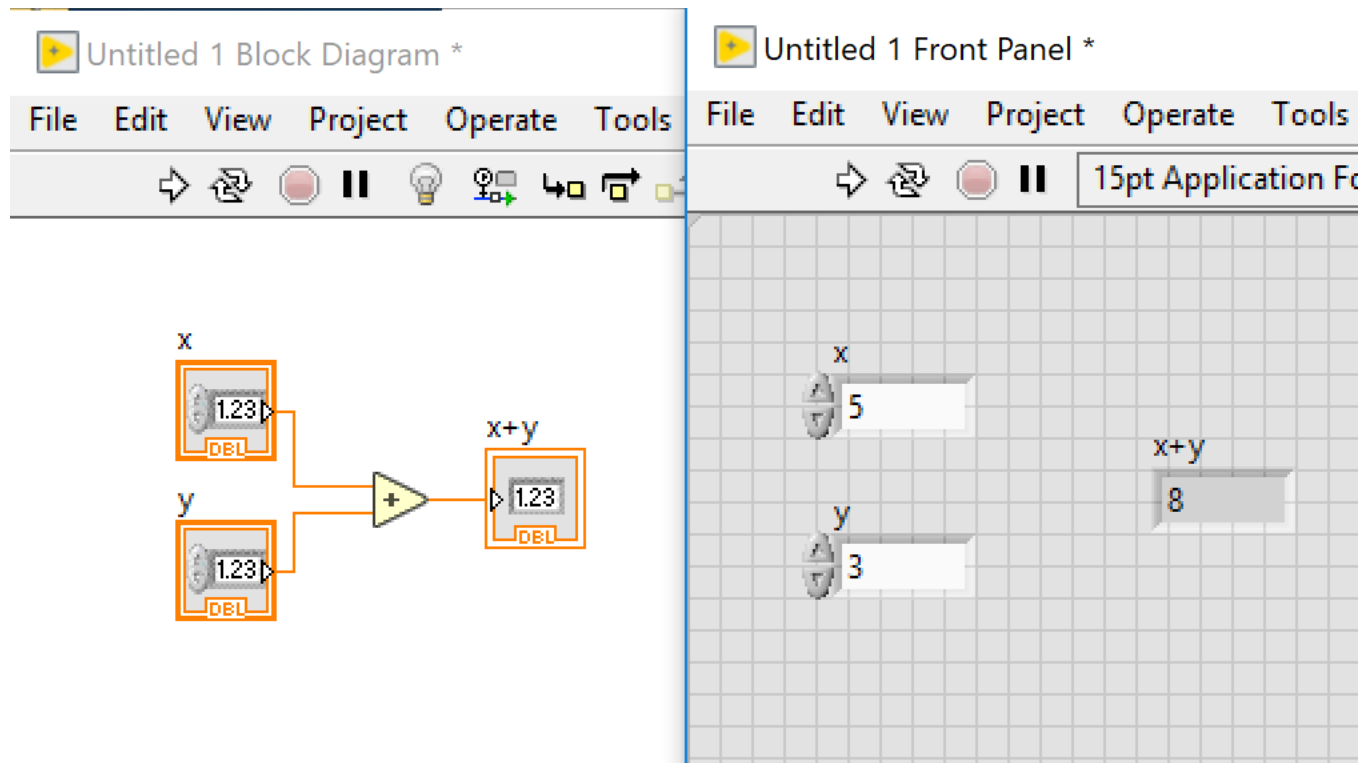 Untitled 1 Block Diagram *
File Edit View Project Operate Tools
x
1.23
DBL
y
1.23
DBL
+
x+y
1.23
DBL
Untitled 1 Front Panel *
File Edit View Project Operate Tools
15pt Application Fo
x
5
y
3
x+y
8